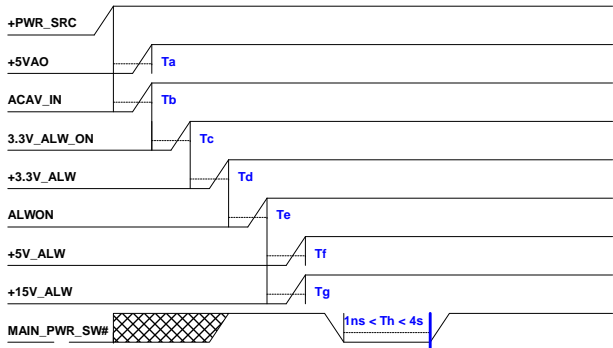 +PWR_SRC
+5VAO
Ta
ACAV_IN
Tb
3.3V_ALW_ON
Tc
+3.3V_ALW
Td
ALWON
Te
+5V_ALW
Tf
+15V_ALW
Tg
MAIN_PWR_SW#
1ns < Th < 4s